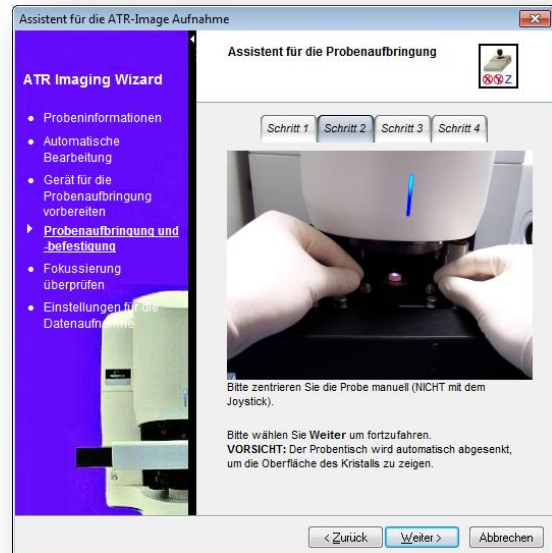 Assistent für die ATR-Image Aufnahme
ATR Imaging Wizard
• Probeninformationen
• Automatische
Bearbeitung
• Gerät für die
Probenaufbringung
vorbereiten
Probenaufbringung und
-befestigung
• Fokussierung
überprüfen
• Einstellungen für die
Datenaufnahme
Assistent für die Probenaufbringung
Z
Schritt 1 Schritt 2 Schritt 3 Schritt 4
Bitte zentrieren Sie die Probe manuell (NICHT mit dem
Joystick).
Bitte wählen Sie Weiter um fortzufahren.
VORSICHT: Der Probentisch wird automatisch abgesenkt,
um die Oberfläche des Kristalls zu zeigen.
< Zurück Weiter > Abbrechen